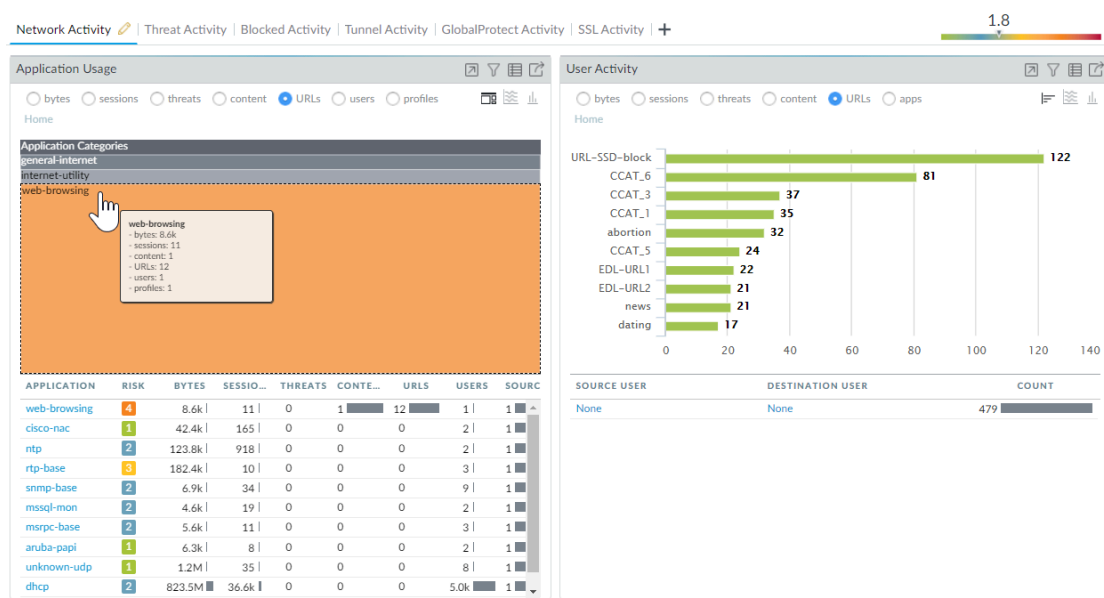 Network Activity | Threat Activity | Blocked Activity | Tunnel Activity | GlobalProtect Activity | SSL Activity | +
1.8
Application Usage
bytes sessions threats content URLs users profiles
Home
Application Categories
general-internet
internet-utility
web-browsing
web-browsing
- bytes: 8.6k
- sessions: 11
- content: 1
- URLs: 12
- users: 1
- profiles: 1
APPLICATION RISK BYTES SESSIO... THREATS CONTE... URLS USERS SOURC
web-browsing 4 8.6k 11 0 1 12 1 1
cisco-nac 1 42.4k 165 0 0 0 2 1
ntp 2 123.8k 918 0 0 0 2 1
rtp-base 3 182.4k 10 0 0 0 3 1
snmp-base 2 6.9k 34 0 0 0 9 1
mssql-mon 2 4.6k 19 0 0 0 2 1
msrpc-base 2 5.6k 11 0 0 0 3 1
aruba-papi 1 6.3k 8 0 0 0 2 1
unknown-udp 1 1.2M 35 0 0 0 8 1
dhcp 2 823.5M 36.6k 0 0 0 5.0k 1
User Activity
bytes sessions threats content URLs apps
Home
URL-SSD-block 122
CCAT_6 81
CCAT_3 37
CCAT_1 35
abortion 32
CCAT_5 24
EDL-URL1 22
EDL-URL2 21
news 21
dating 17
0 20 40 60 80 100 120 140
SOURCE USER DESTINATION USER COUNT
None None 479